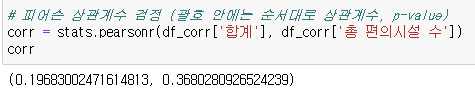 # 피어슨 상관계수 검정 (괄호 안에는 순서대로 상관계수, p-value)
corr = stats.pearsonr(df_corr['합계'], df_corr['총 편의시설 수'])
corr
(0.19683002471614813, 0.3680280926524239)